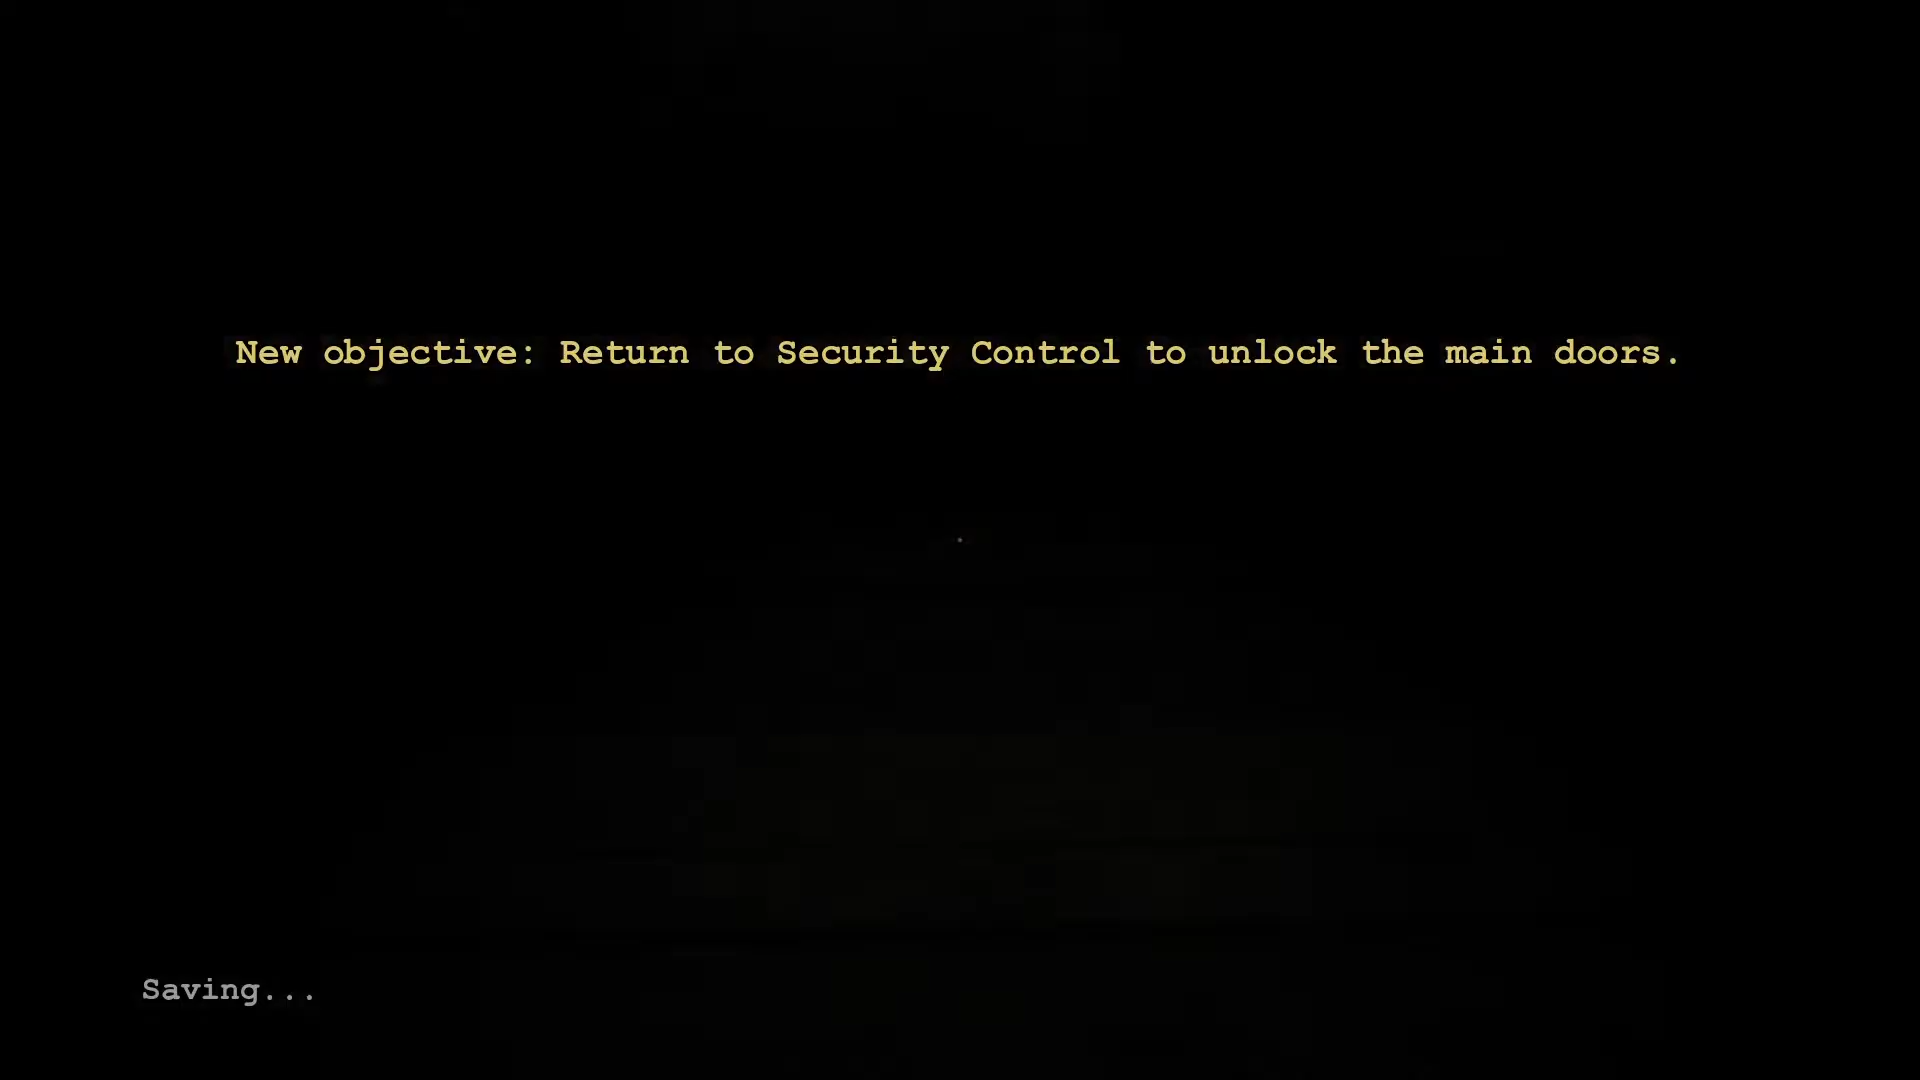 New objective: Return to Security Control to unlock the main doors.
Saving...